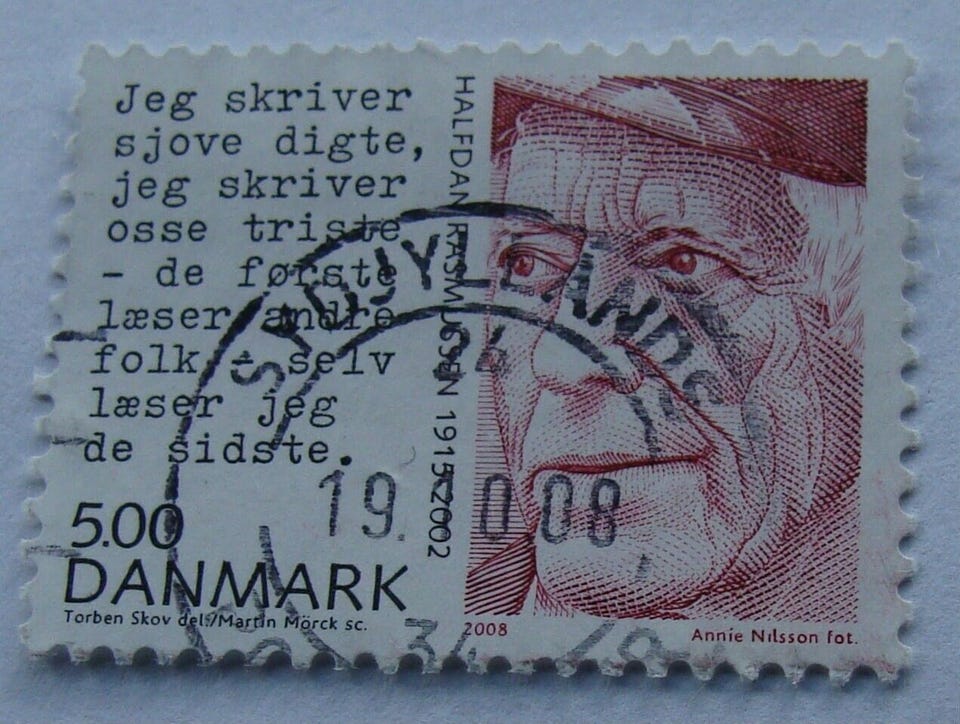 Jeg skriver
sjove digte,
jeg skriver
osse triste
- de første
læser andre
folk - selv
læser jeg
de sidste.
HALFDAN RASMUSSEN 1915-2002
SYDJYLLANDS
19.
08
5.00
DANMARK
Torben Skov del./Martin Mörck sc.
2008
Annie Nilsson fot.